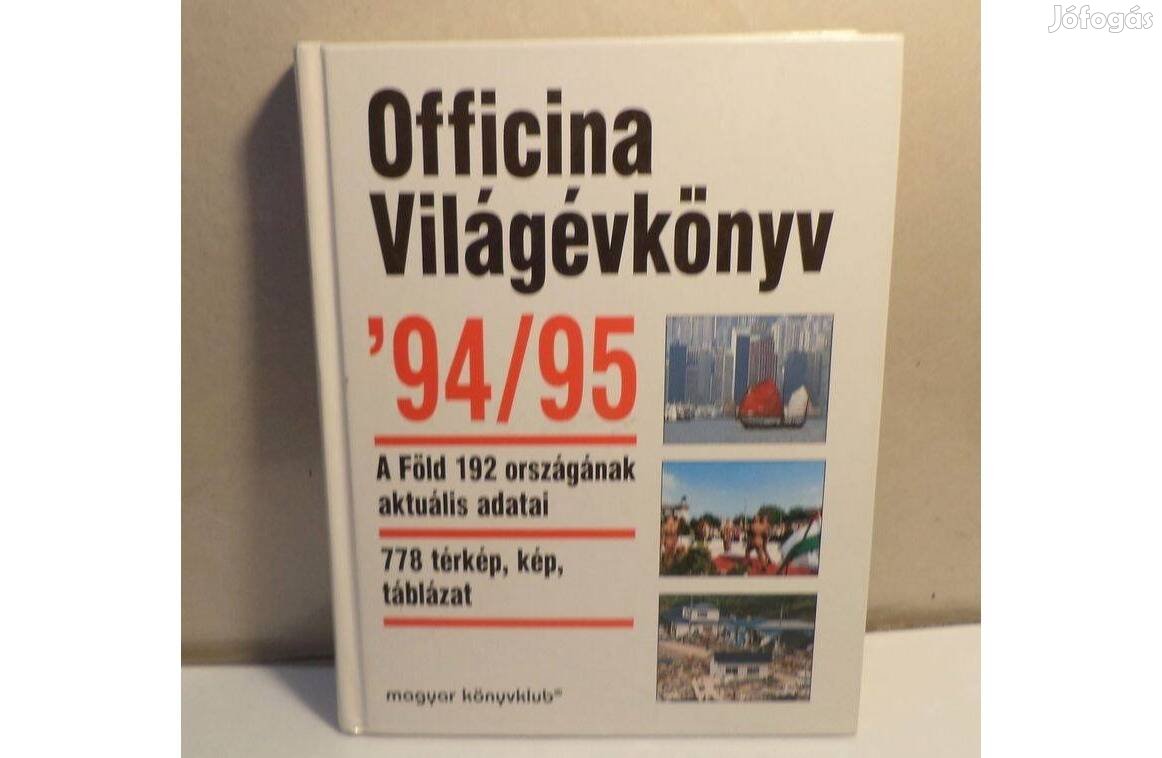 Jófogás
Officina
Világévkönyv
’94/95
A Föld 192 országának
aktuális adatai
778 térkép, kép,
táblázat
magyar könyvklub